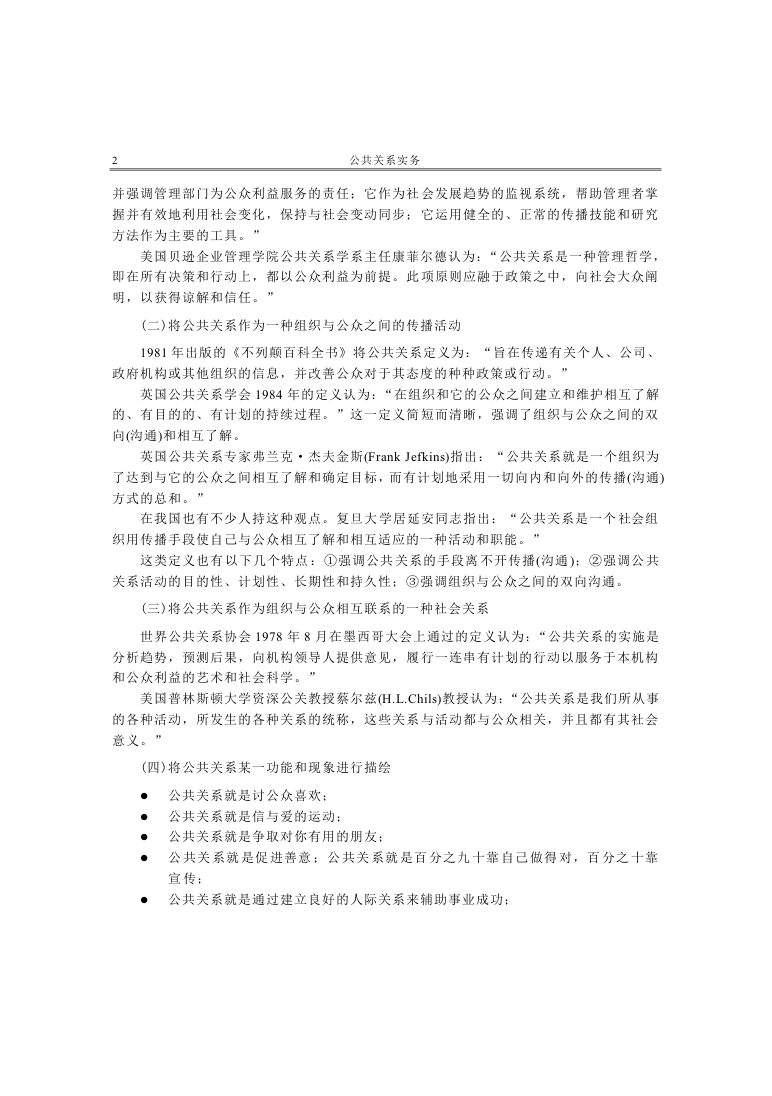 2 公共关系实务
并强调管理部门为公众利益服务的责任；它作为社会发展趋势的监视系统，帮助管理者掌
握并有效地利用社会变化，保持与社会变动同步；它运用健全的、正常的传播技能和研究
方法作为主要的工具。”
美国贝逊企业管理学院公共关系学系主任康菲尔德认为：“公共关系是一种管理哲学，
即在所有决策和行动上，都以公众利益为前提。此项原则应融于政策之中，向社会大众阐
明，以获得谅解和信任。”
(二)将公共关系作为一种组织与公众之间的传播活动
1981 年出版的《不列颠百科全书》将公共关系定义为：“旨在传递有关个人、公司、
政府机构或其他组织的信息，并改善公众对于其态度的种种政策或行动。”
英国公共关系学会 1984 年的定义认为：“在组织和它的公众之间建立和维护相互了解
的、有目的的、有计划的持续过程。”这一定义简短而清晰，强调了组织与公众之间的双
向(沟通)和相互了解。
英国公共关系专家弗兰克·杰夫金斯(Frank Jefkins)指出：“公共关系就是一个组织为
了达到与它的公众之间相互了解和确定目标，而有计划地采用一切向内和向外的传播(沟通)
方式的总和。”
在我国也有不少人持这种观点。复旦大学居延安同志指出：“公共关系是一个社会组
织用传播手段使自己与公众相互了解和相互适应的一种活动和职能。”
这类定义也有以下几个特点：①强调公共关系的手段离不开传播(沟通)；②强调公共
关系活动的目的性、计划性、长期性和持久性；③强调组织与公众之间的双向沟通。
(三)将公共关系作为组织与公众相互联系的一种社会关系
世界公共关系协会 1978 年 8 月在墨西哥大会上通过的定义认为：“公共关系的实施是
分析趋势，预测后果，向机构领导人提供意见，履行一连串有计划的行动以服务于本机构
和公众利益的艺术和社会科学。”
美国普林斯顿大学资深公关教授蔡尔兹(H.L.Chils)教授认为：“公共关系是我们所从事
的各种活动，所发生的各种关系的统称，这些关系与活动都与公众相关，并且都有其社会
意义。”
(四)将公共关系某一功能和现象进行描绘
● 公共关系就是讨公众喜欢；
● 公共关系就是信与爱的运动；
● 公共关系就是争取对你有用的朋友；
● 公共关系就是促进善意；公共关系就是百分之九十靠自己做得对，百分之十靠
宣传；
● 公共关系就是通过建立良好的人际关系来辅助事业成功；